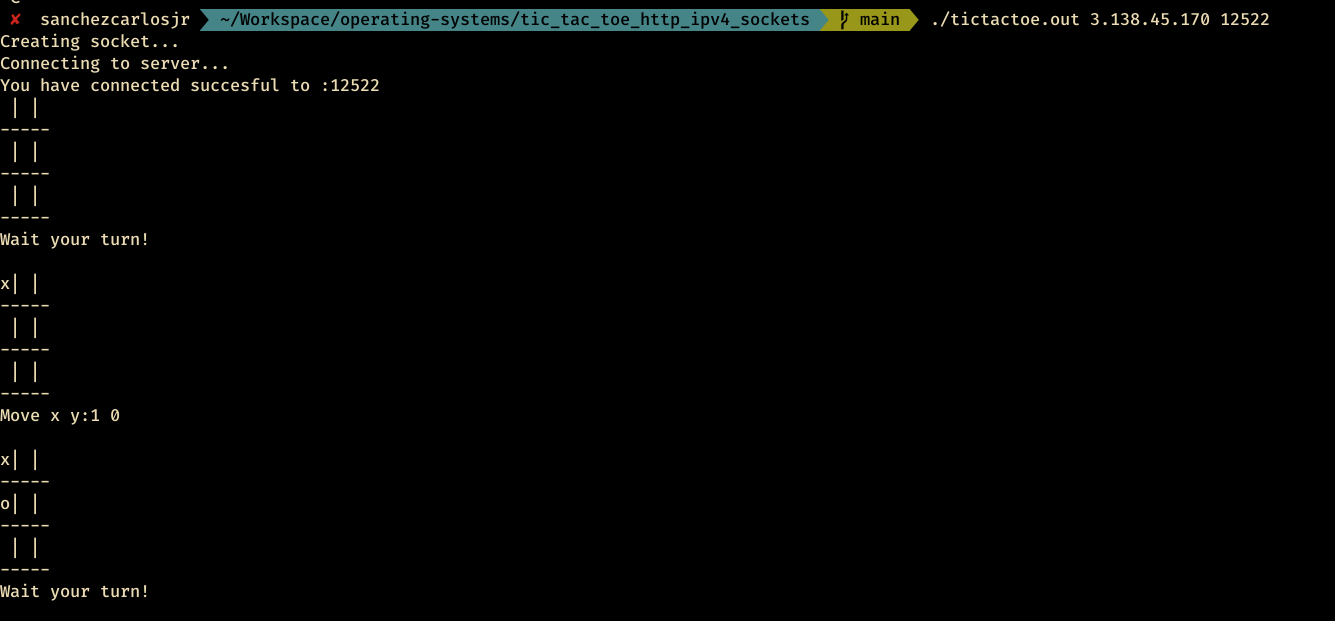 ✘ sanchezcarlosjr ~/Workspace/operating-systems/tic_tac_toe_http_ipv4_sockets main ./tictactoe.out 3.138.45.170 12522
Creating socket...
Connecting to server...
You have connected succesful to :12522
 | |
-----
 | |
-----
 | |
-----
Wait your turn!
x| |
-----
 | |
-----
 | |
-----
Move x y:1 0
x| |
-----
o| |
-----
 | |
-----
Wait your turn!